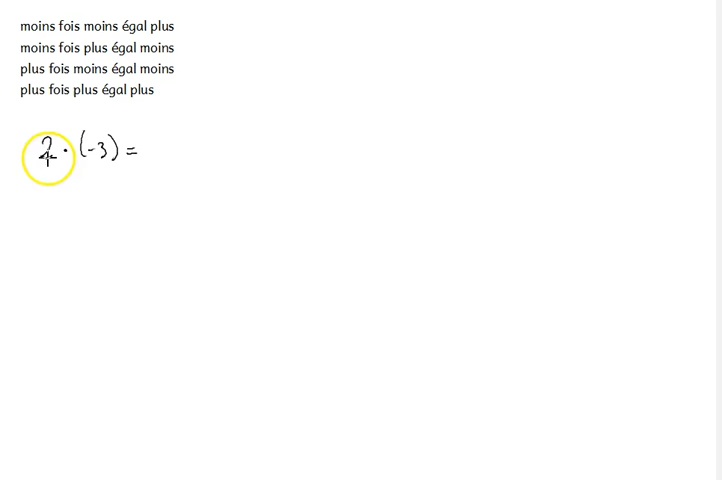 moins fois moins égal plus
moins fois plus égal moins
plus fois moins égal moins
plus fois plus égal plus
2 · (-3) =